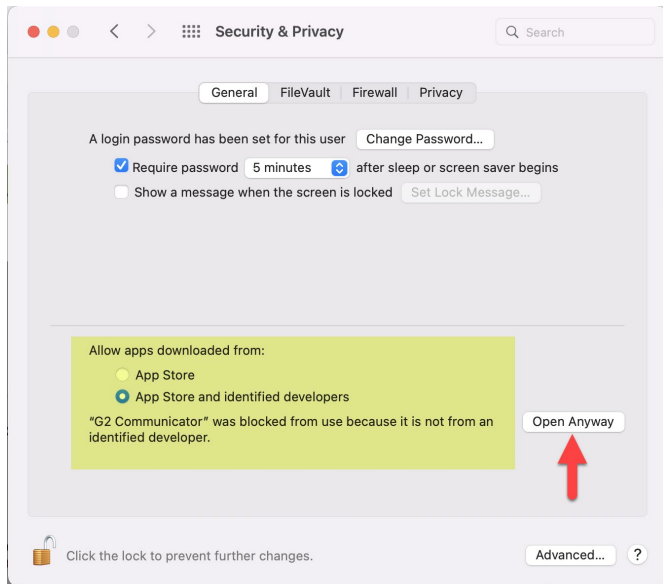 Security & Privacy
Search
General FileVault Firewall Privacy
A login password has been set for this user Change Password...
Require password 5 minutes after sleep or screen saver begins
Show a message when the screen is locked Set Lock Message...
Allow apps downloaded from:
App Store
App Store and identified developers
“G2 Communicator” was blocked from use because it is not from an
identified developer.
Open Anyway
Click the lock to prevent further changes.
Advanced... ?